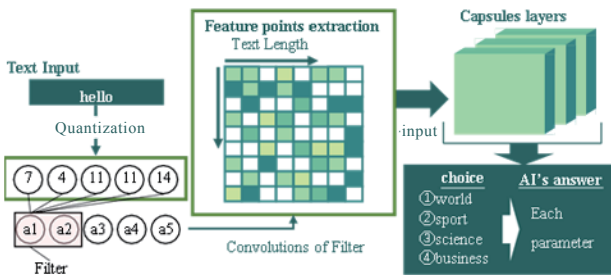 Text Input
hello
Quantization
7 4 11 11 14
a1 a2 a3 a4 a5
Filter
Feature points extraction
Text Length
Convolutions of Filter
-input
Capsules layers
choice
①world
②sport
③science
④business
AI's answer
Each
parameter